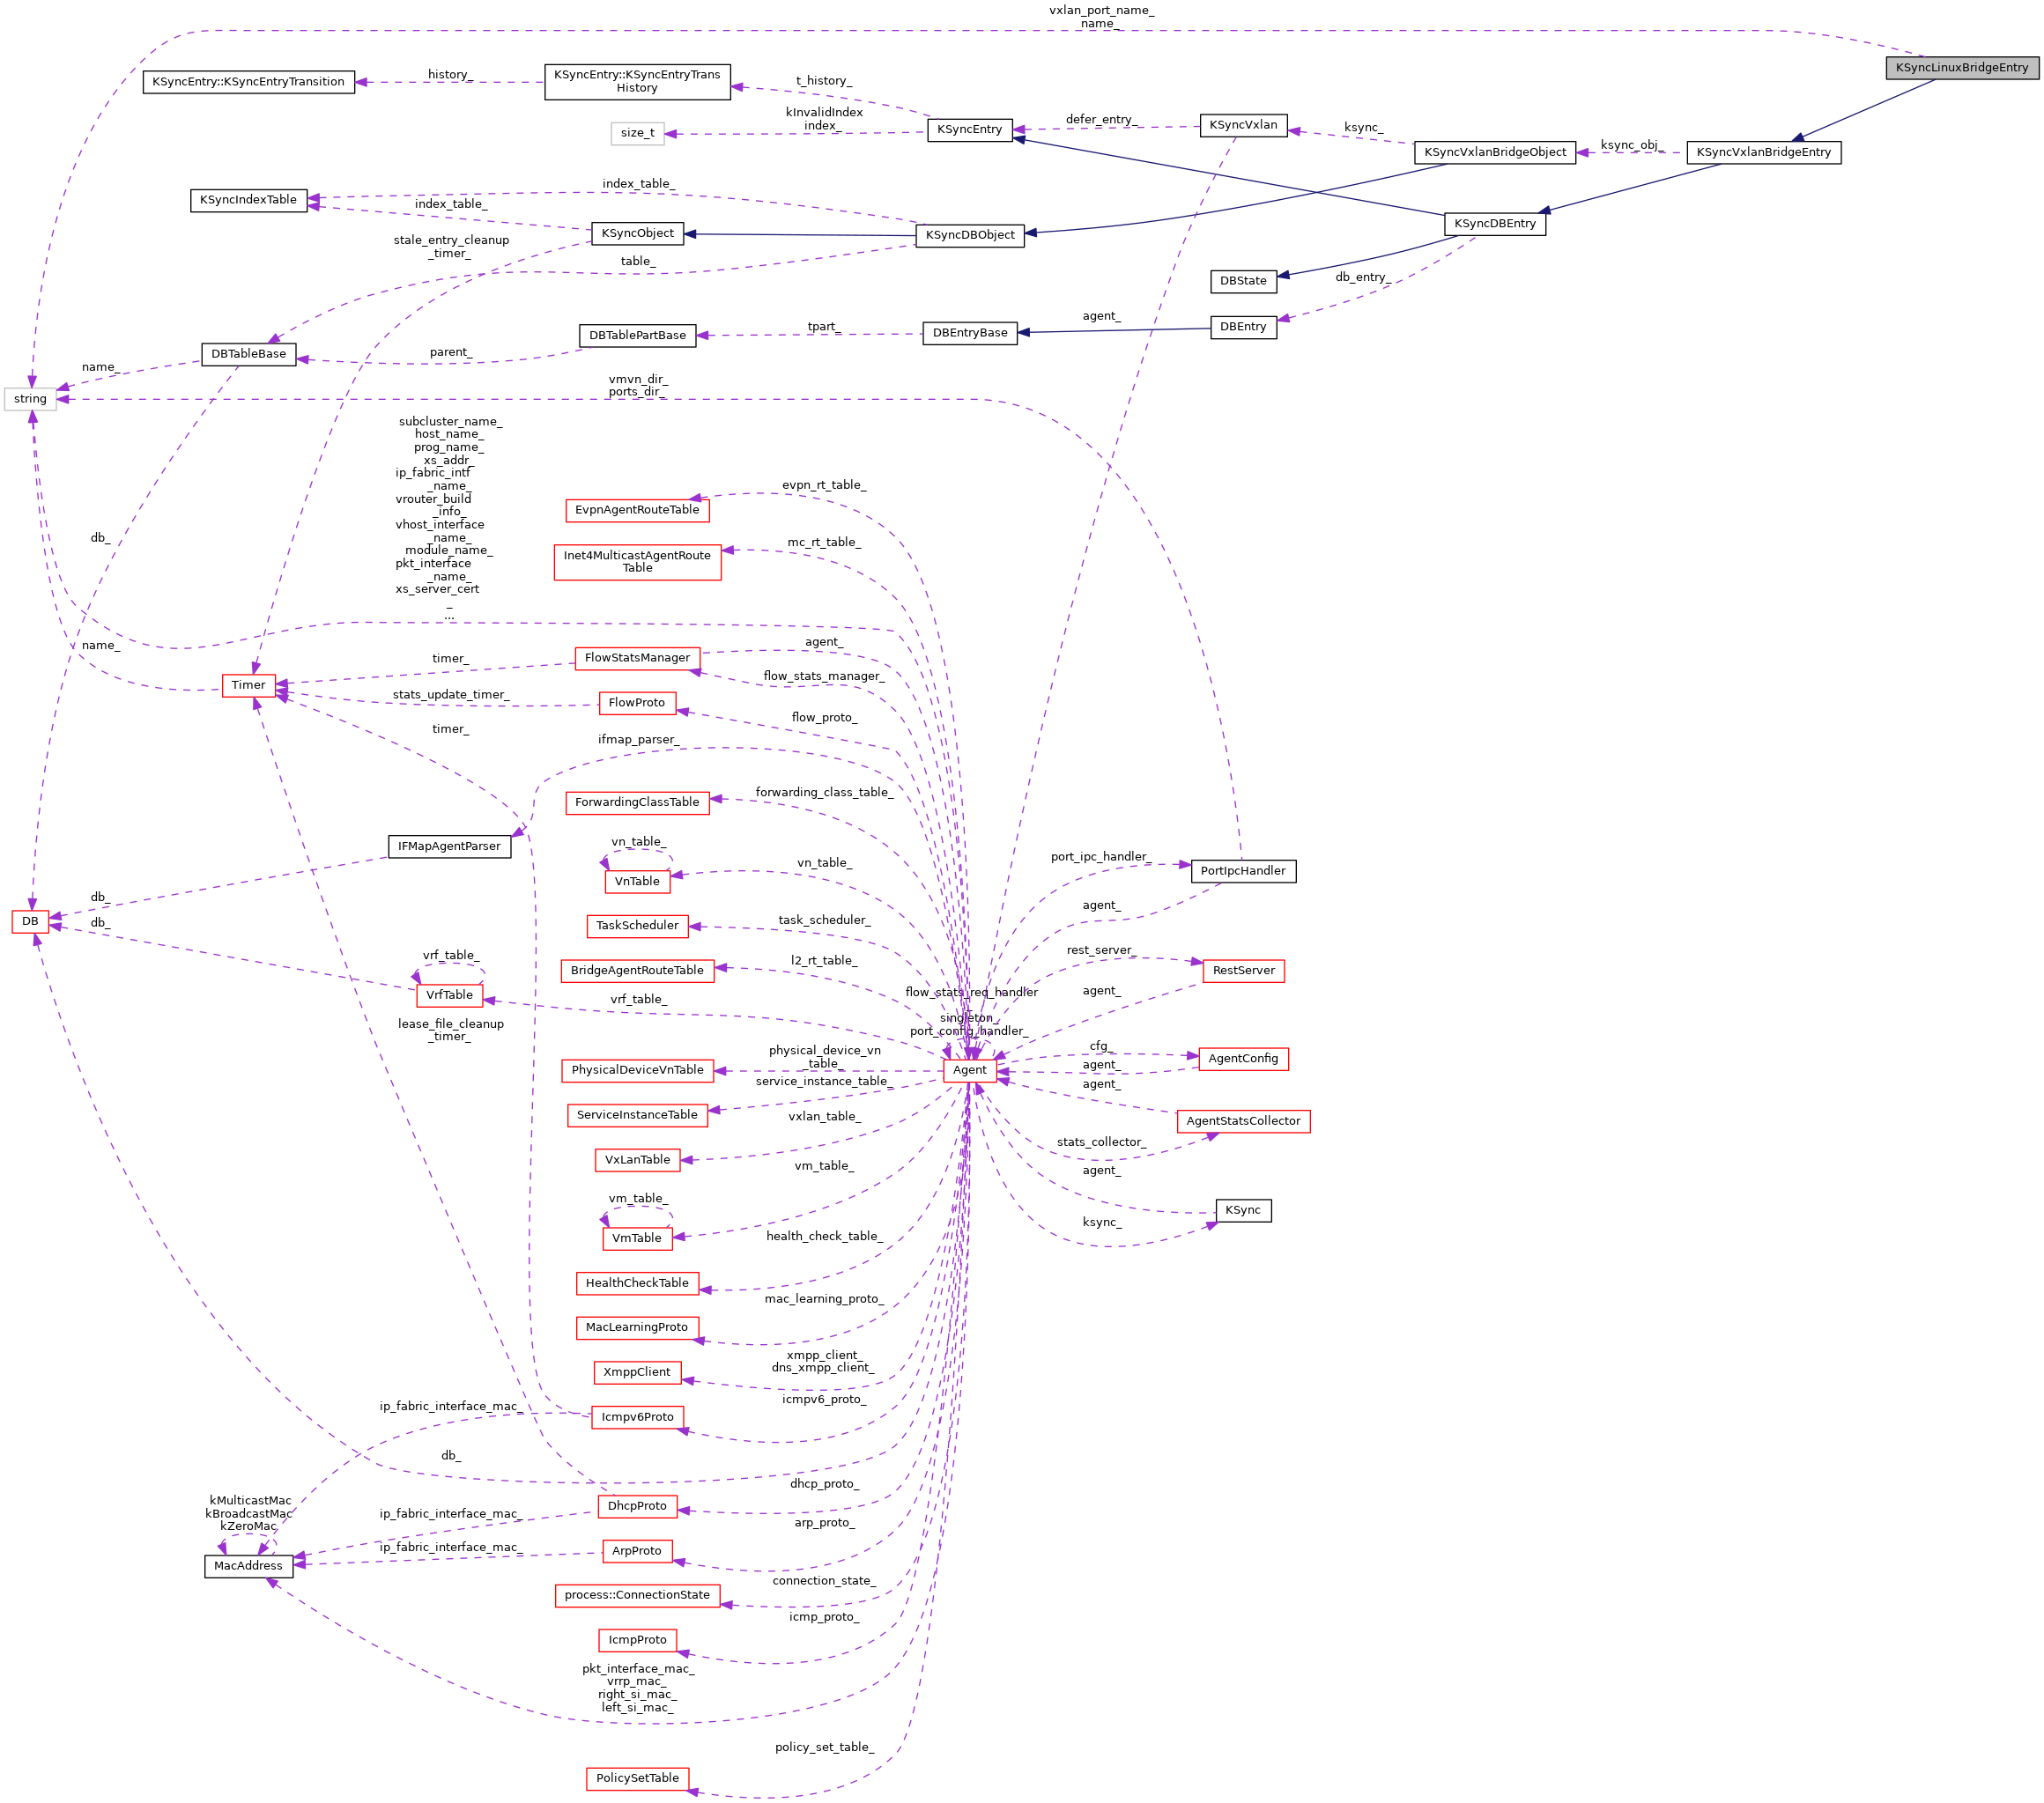 vxlan_port_name_
name_
KSyncLinuxBridgeEntry
KSyncEntry::KSyncEntryTransition
history_
KSyncEntry::KSyncEntryTrans
History
t_history_
kInvalidIndex
index_
size_t
KSyncEntry
defer_entry_
KSyncVxlan
ksync_
KSyncVxlanBridgeObject
ksync_obj_
KSyncVxlanBridgeEntry
KSyncIndexTable
index_table_
index_table_
KSyncObject
KSyncDBObject
KSyncDBEntry
stale_entry_cleanup
_timer_
table_
DBState
db_entry_
DBTableBase
parent_
DBTablePartBase
tpart_
DBEntryBase
agent_
DBEntry
name_
string
vmvn_dir_
ports_dir_
subcluster_name_
host_name_
prog_name_
xs_addr_
ip_fabric_intf
_name_
vrouter_build
_info_
vhost_interface
_name_
module_name_
pkt_interface
_name_
xs_server_cert
_
...
evpn_rt_table_
EvpnAgentRouteTable
db_
mc_rt_table_
Inet4MulticastAgentRoute
Table
name_
agent_
FlowStatsManager
timer_
Timer
flow_stats_manager_
stats_update_timer_
FlowProto
flow_proto_
timer_
ifmap_parser_
forwarding_class_table_
ForwardingClassTable
IFMapAgentParser
vn_table_
VnTable
vn_table_
port_ipc_handler_
PortIpcHandler
db_
DB
db_
agent_
TaskScheduler
task_scheduler_
vrf_table_
VrfTable
BridgeAgentRouteTable
l2_rt_table_
rest_server_
RestServer
vrf_table_
flow_stats_req_handler
_
singleton_
port_config_handler_
agent_
lease_file_cleanup
_timer_
physical_device_vn
_table_
PhysicalDeviceVnTable
Agent
cfg_
AgentConfig
agent_
service_instance_table_
ServiceInstanceTable
agent_
AgentStatsCollector
vxlan_table_
stats_collector_
VxLanTable
vm_table_
agent_
vm_table_
VmTable
KSync
ksync_
health_check_table_
HealthCheckTable
mac_learning_proto_
MacLearningProto
xmpp_client_
dns_xmpp_client_
XmppClient
icmpv6_proto_
ip_fabric_interface_mac_
Icmpv6Proto
db_
dhcp_proto_
kMulticastMac
kBroadcastMac
kZeroMac
ip_fabric_interface_mac_
DhcpProto
arp_proto_
ip_fabric_interface_mac_
ArpProto
MacAddress
connection_state_
process::ConnectionState
icmp_proto_
IcmpProto
pkt_interface_mac_
vrrp_mac_
right_si_mac_
left_si_mac_
policy_set_table_
PolicySetTable